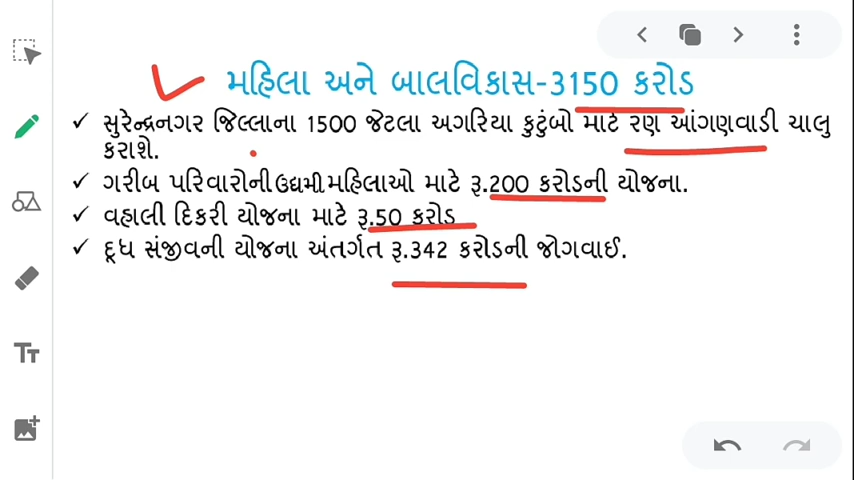 મહિલા અને બાલવિકાસ-3150 કરોડ
✓ સુરેન્દ્રનગર જિલ્લાના 1500 જેટલા અગરિયા કુટુંબો માટે રણ આંગણવાડી ચાલુ
કરાશે.
✓ ગરીબ પરિવારોની ઉદ્યમી મહિલાઓ માટે રૂ.200 કરોડની યોજના.
✓ વહાલી દિકરી યોજના માટે રૂ.50 કરોડ
✓ દૂધ સંજીવની યોજના અંતર્ગત રૂ.342 કરોડની જોગવાઈ.
Tт